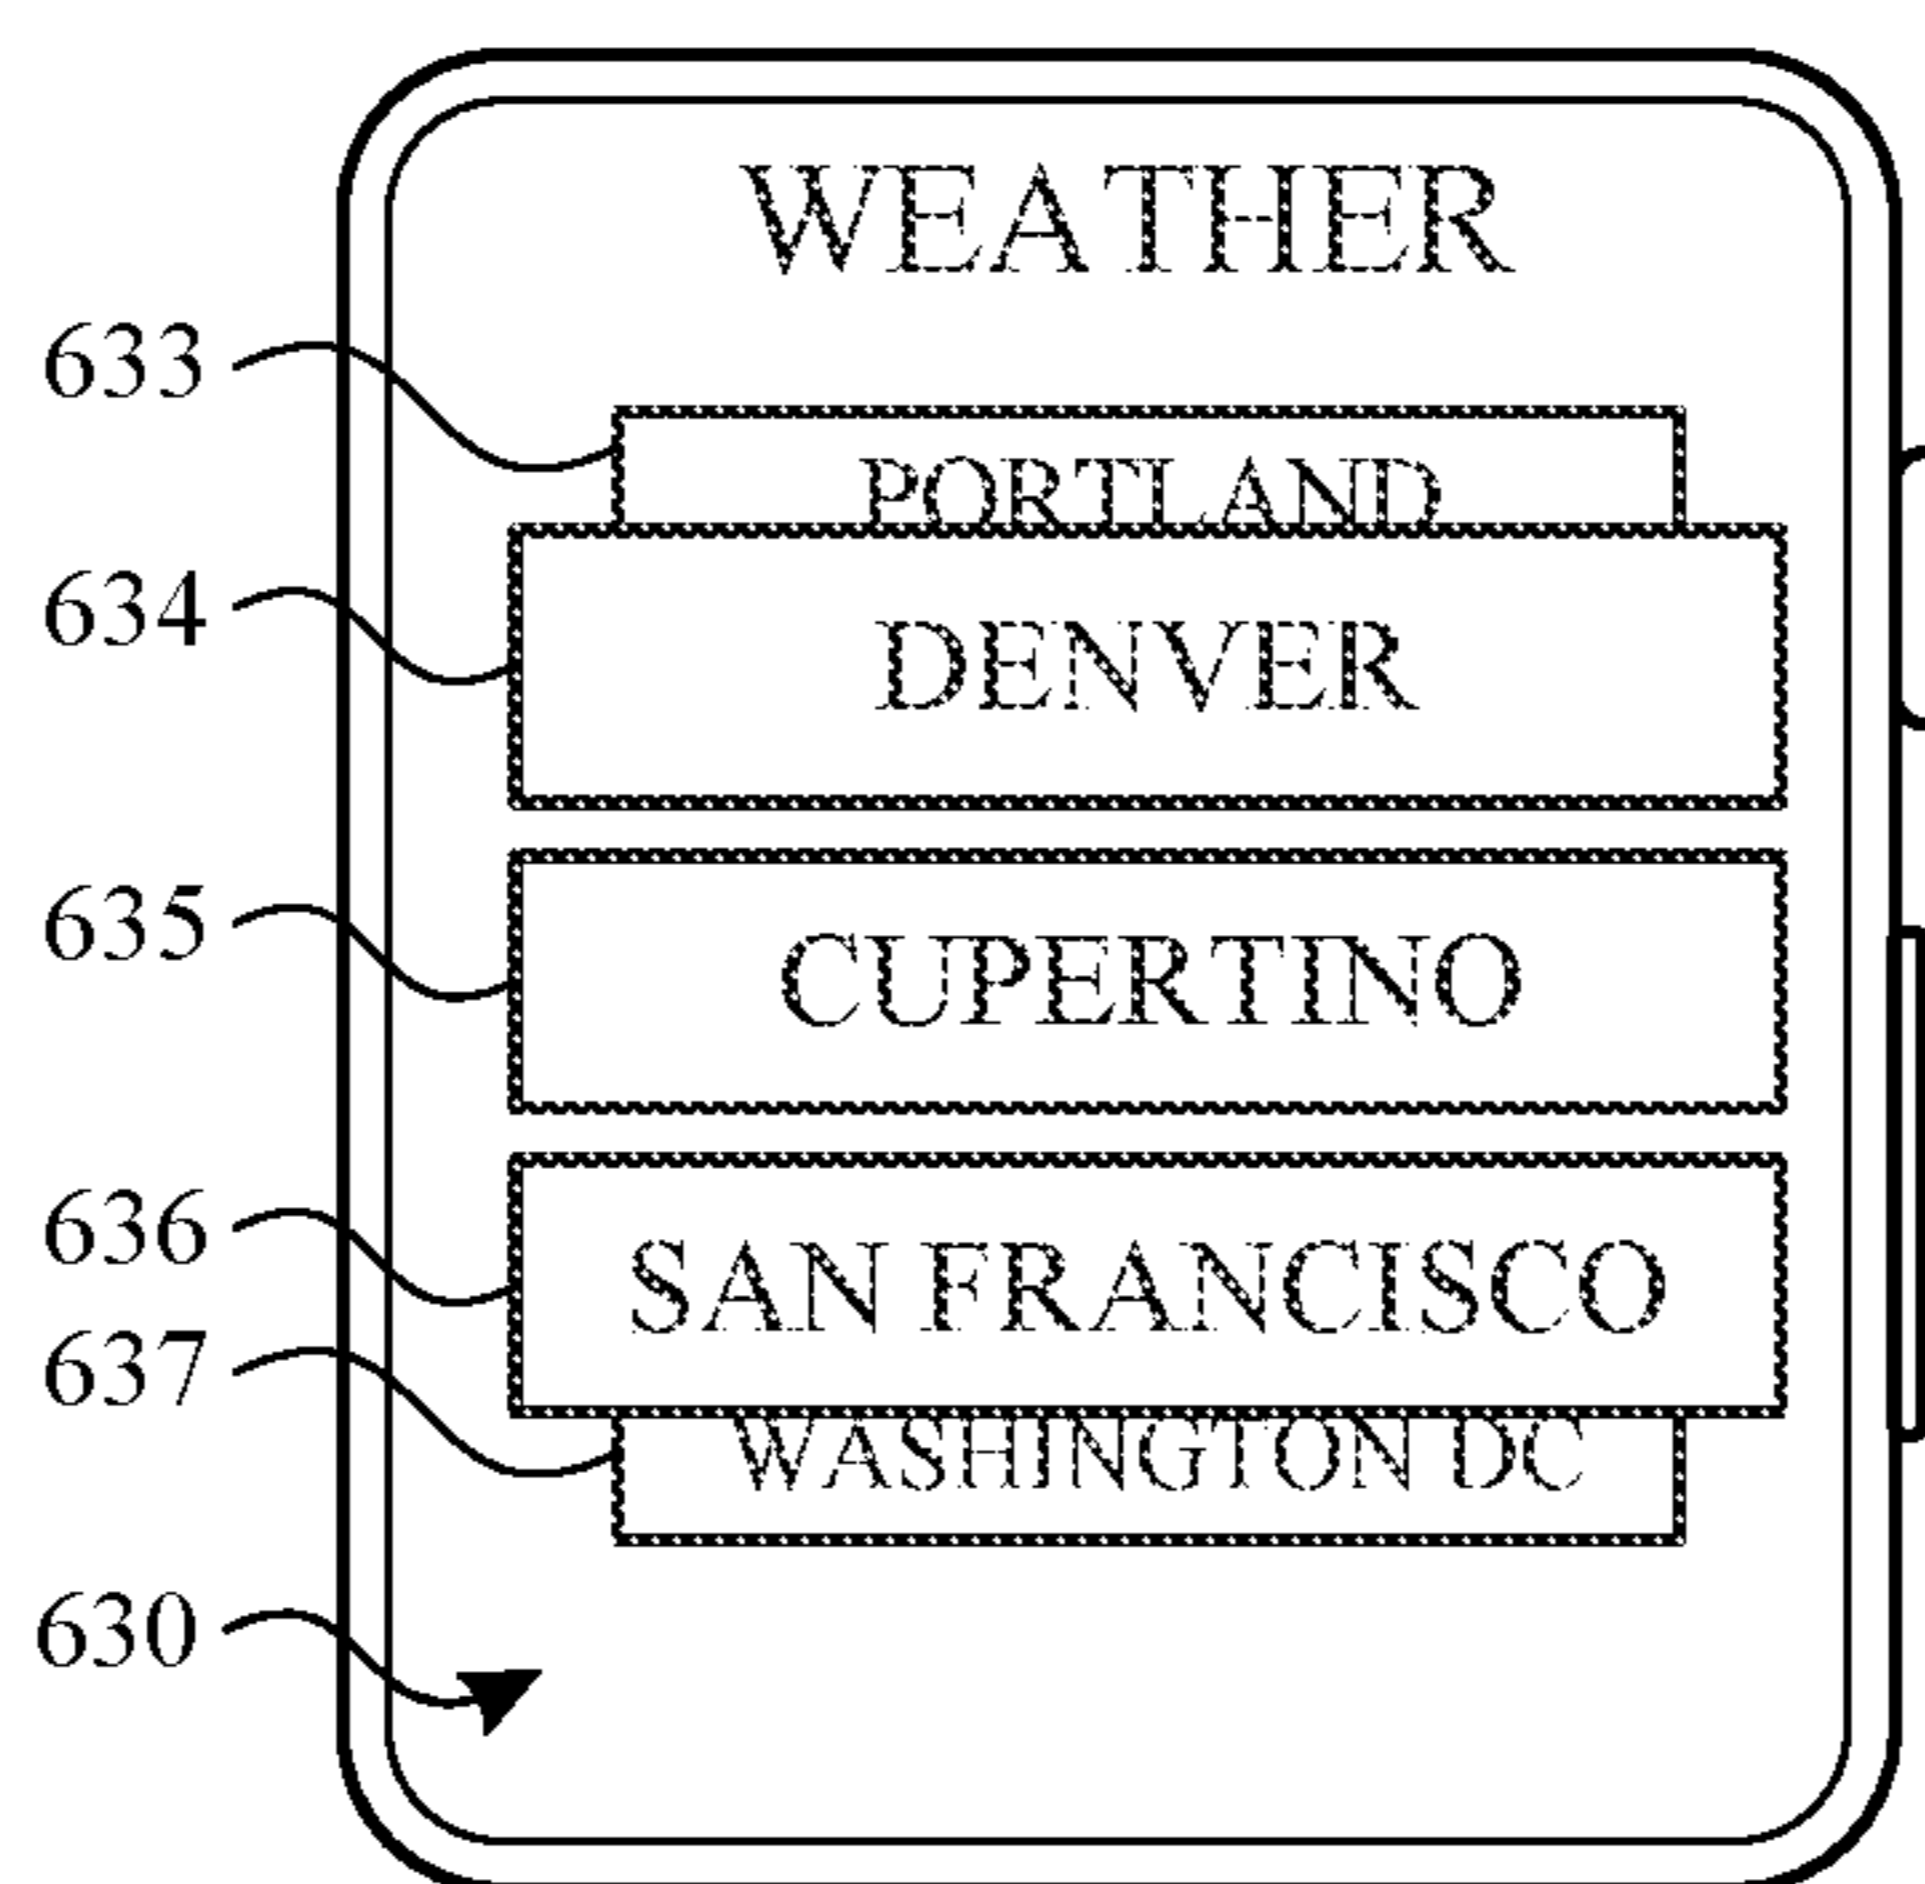 WEATHER
633
PORTLAND
634
DENVER
635
CUPERTINO
636
SAN FRANCISCO
637
WASHINGTON DC
630